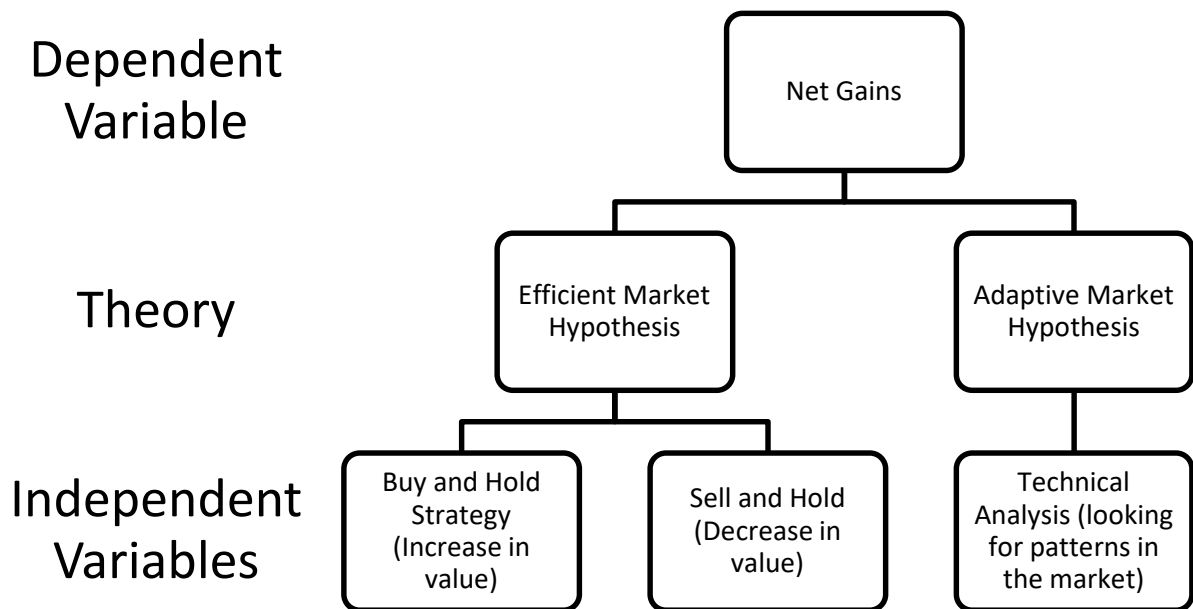 Dependent
Variable
Net Gains
Theory
Efficient Market
Hypothesis
Adaptive Market
Hypothesis
Independent
Variables
Buy and Hold
Strategy
(Increase in
value)
Sell and Hold
(Decrease in
value)
Technical
Analysis (looking
for patterns in
the market)